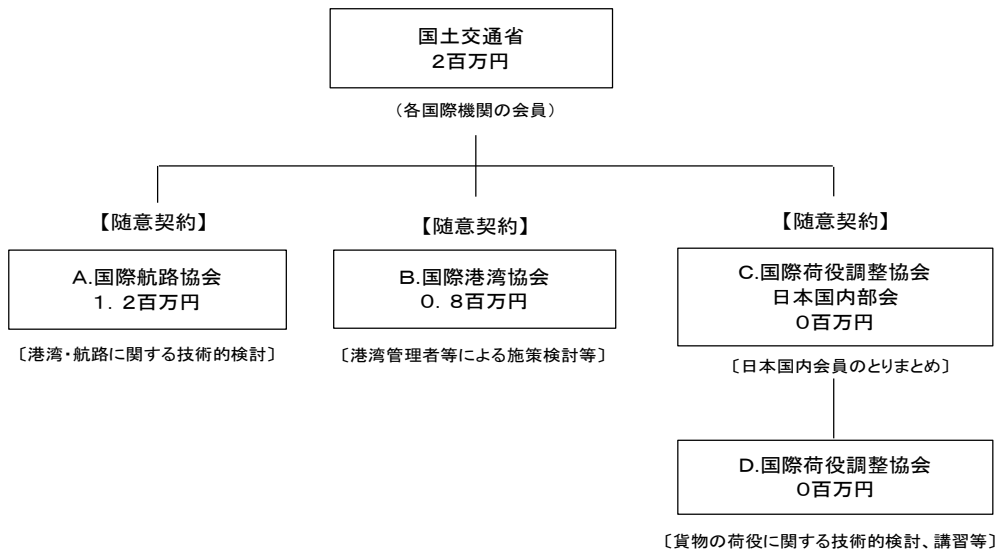 国土交通省
2百万円
(各国際機関の会員)
【随意契約】
A.国際航路協会
1.2百万円
〔港湾・航路に関する技術的検討〕
【随意契約】
B.国際港湾協会
0.8百万円
〔港湾管理者等による施策検討等〕
【随意契約】
C.国際荷役調整協会
日本国内部会
0百万円
〔日本国内会員のとりまとめ〕
D.国際荷役調整協会
0百万円
〔貨物の荷役に関する技術的検討、講習等〕